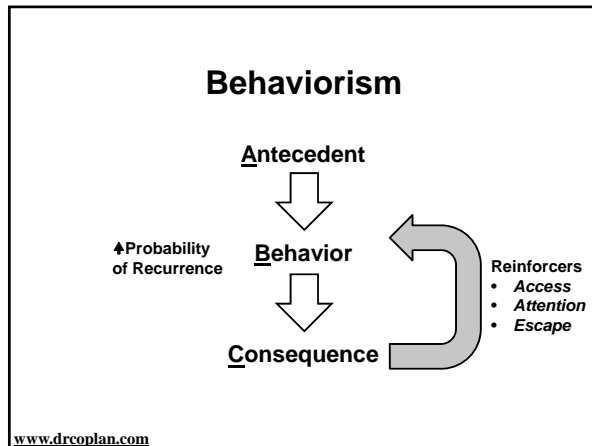 Behaviorism
Antecedent
Probability
of Recurrence
Behavior
Reinforcers
• Access
• Attention
• Escape
Consequence
www.drcoplan.com